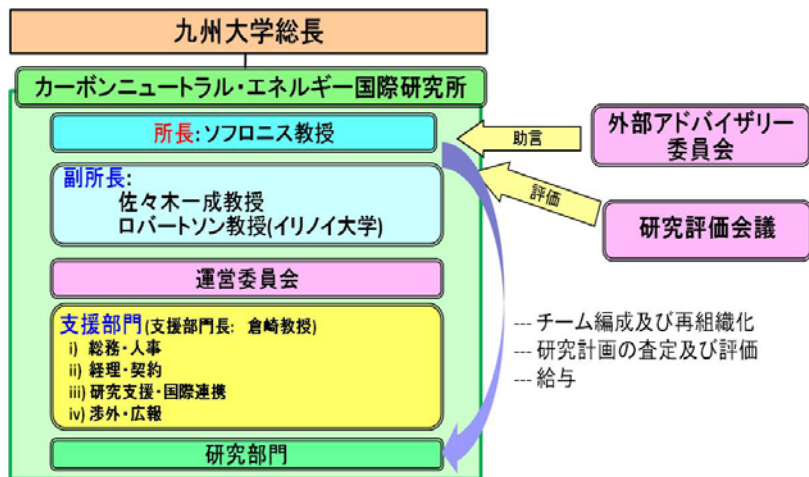 九州大学総長
カーボンニュートラル・エネルギー国際研究所
所長:ソフロニス教授
助言
外部アドバイザリー
委員会
副所長:
佐々木一成教授
ロバートソン教授(イリノイ大学)
評価
研究評価会議
運営委員会
支援部門(支援部門長: 倉崎教授)
i) 総務・人事
ii) 経理・契約
iii) 研究支援・国際連携
iv) 渉外・広報
--- チーム編成及び再組織化
--- 研究計画の査定及び評価
--- 給与
研究部門